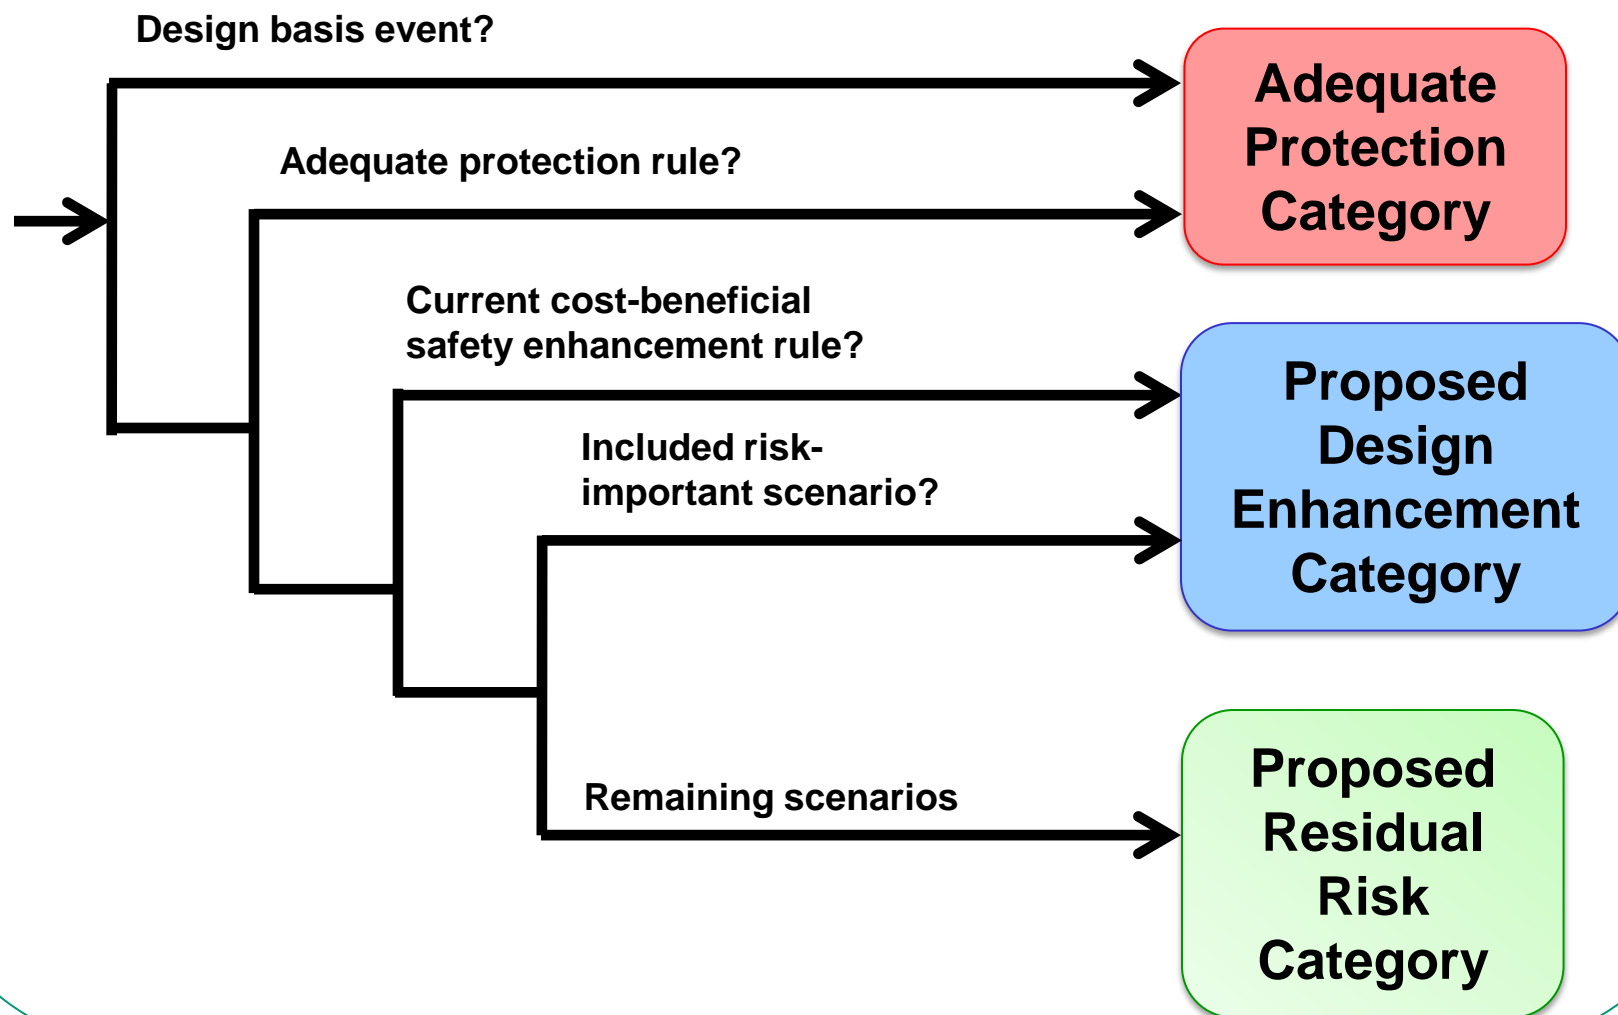 Design basis event?
Adequate
Protection
Category
Adequate protection rule?
Current cost-beneficial
safety enhancement rule?
Proposed
Design
Enhancement
Category
Included risk-
important scenario?
Remaining scenarios
Proposed
Residual
Risk
Category